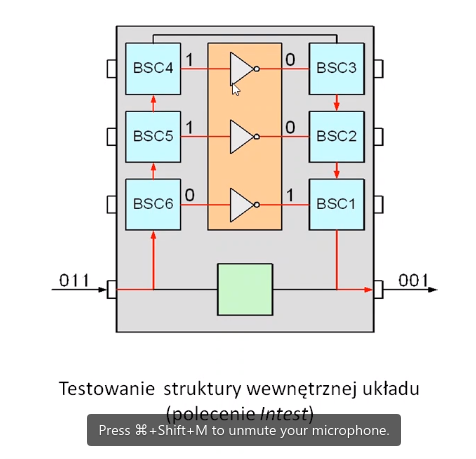 BSC4 1 0 BSC3
BSC5 1 0 BSC2
BSC6 0 1 BSC1
011 001
Testowanie struktury wewnętrznej układu
(polecenie Intest)
Press ⌘+Shift+M to unmute your microphone.